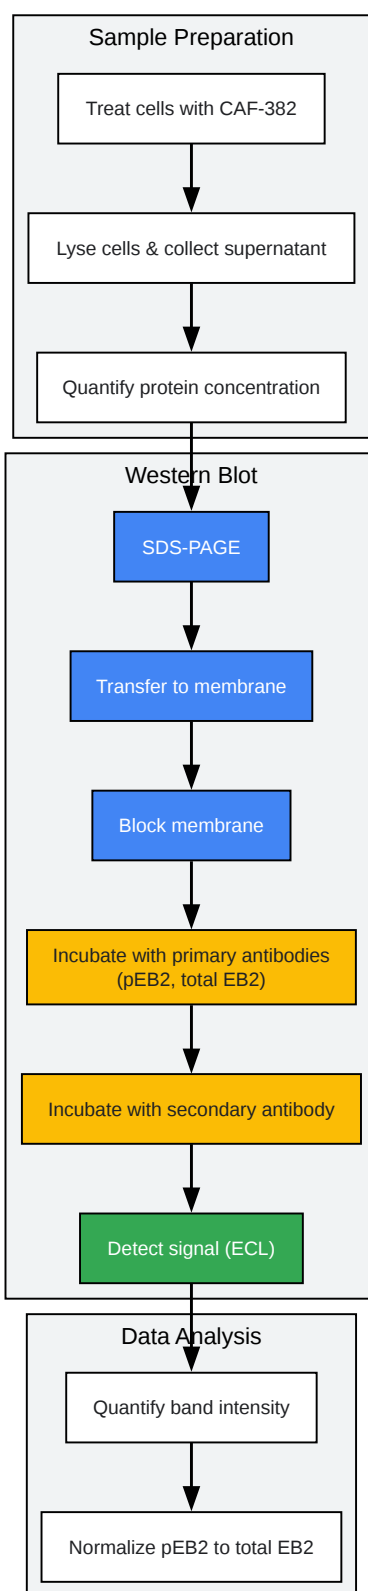 Sample Preparation
Treat cells with CAF-382
Lyse cells & collect supernatant
Quantify protein concentration
Western Blot
SDS-PAGE
Transfer to membrane
Block membrane
Incubate with primary antibodies
(pEB2, total EB2)
Incubate with secondary antibody
Detect signal (ECL)
Data Analysis
Quantify band intensity
Normalize pEB2 to total EB2